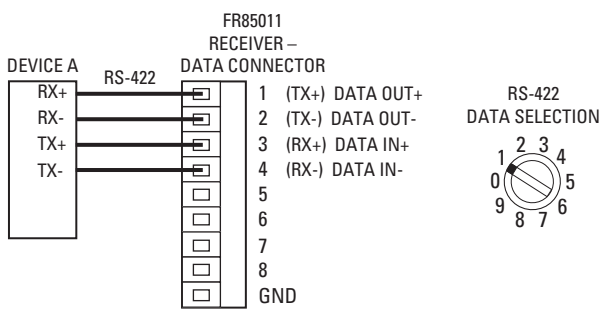 FR85011
RECEIVER –
DATA CONNECTOR
DEVICE A
RS-422
RX+
RX-
TX+
TX-
1 (TX+) DATA OUT+
2 (TX-) DATA OUT-
3 (RX+) DATA IN+
4 (RX-) DATA IN-
5
6
7
8
GND
RS-422
DATA SELECTION
0 1 2 3 4 5 6 7 8 9